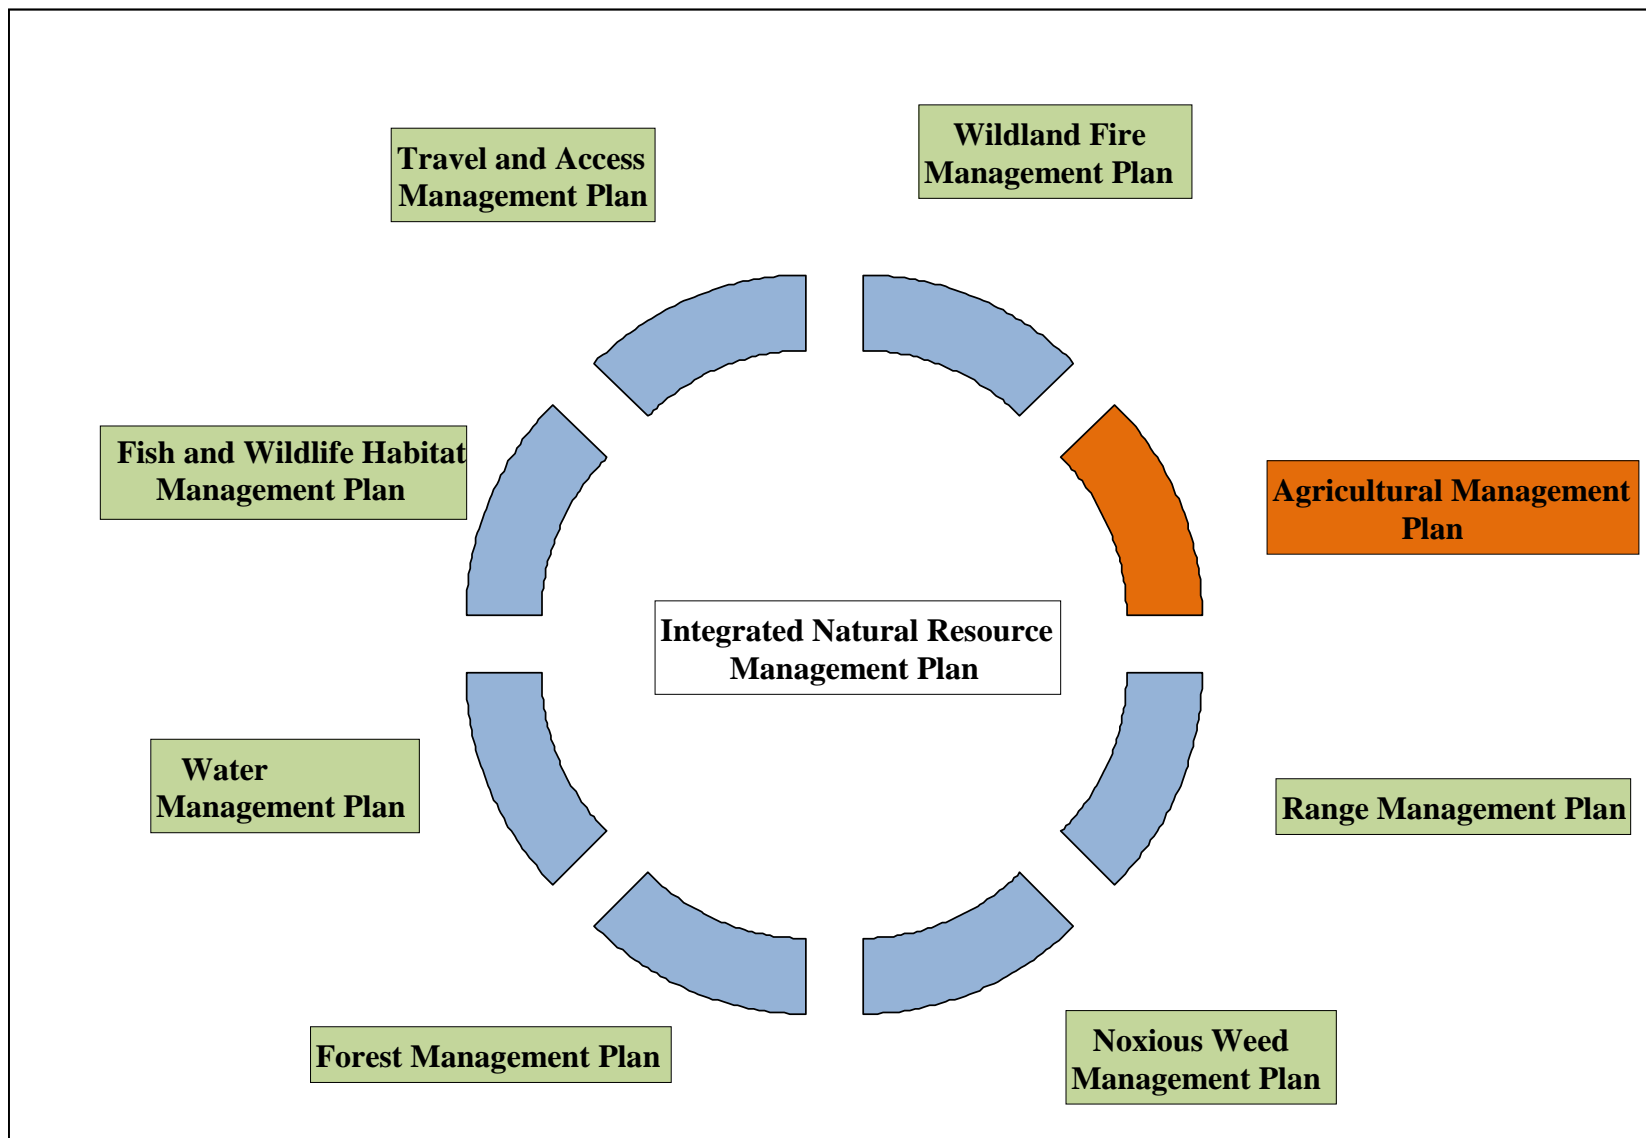 Wildland Fire
Management Plan
Travel and Access
Management Plan
Fish and Wildlife Habitat
Management Plan
Agricultural Management
Plan
Integrated Natural Resource
Management Plan
Water
Management Plan
Range Management Plan
Forest Management Plan
Noxious Weed
Management Plan